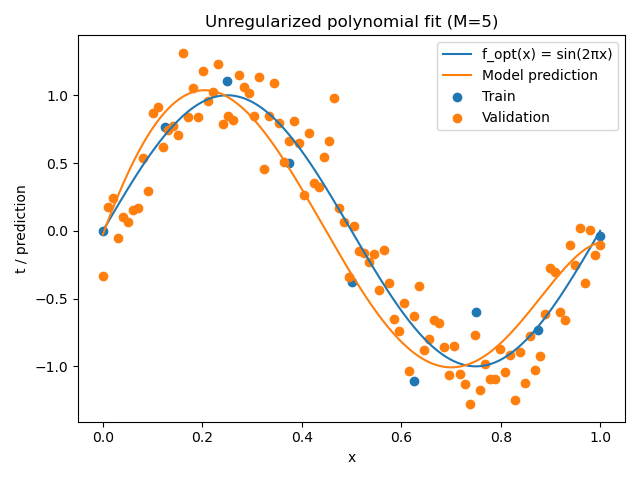 Unregularized polynomial fit (M=5)
f_opt(x) = sin(2πx)
Model prediction
Train
Validation
1.0
0.5
0.0
−0.5
−1.0
t / prediction
0.0 0.2 0.4 0.6 0.8 1.0
x